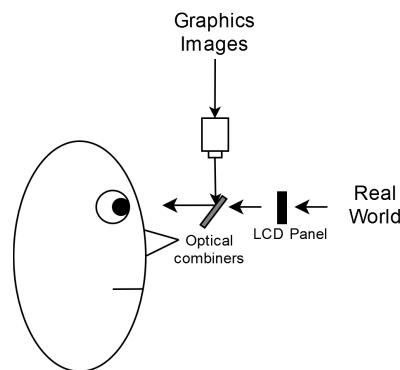 Graphics
Images
Real
World
Optical
combiners
LCD Panel